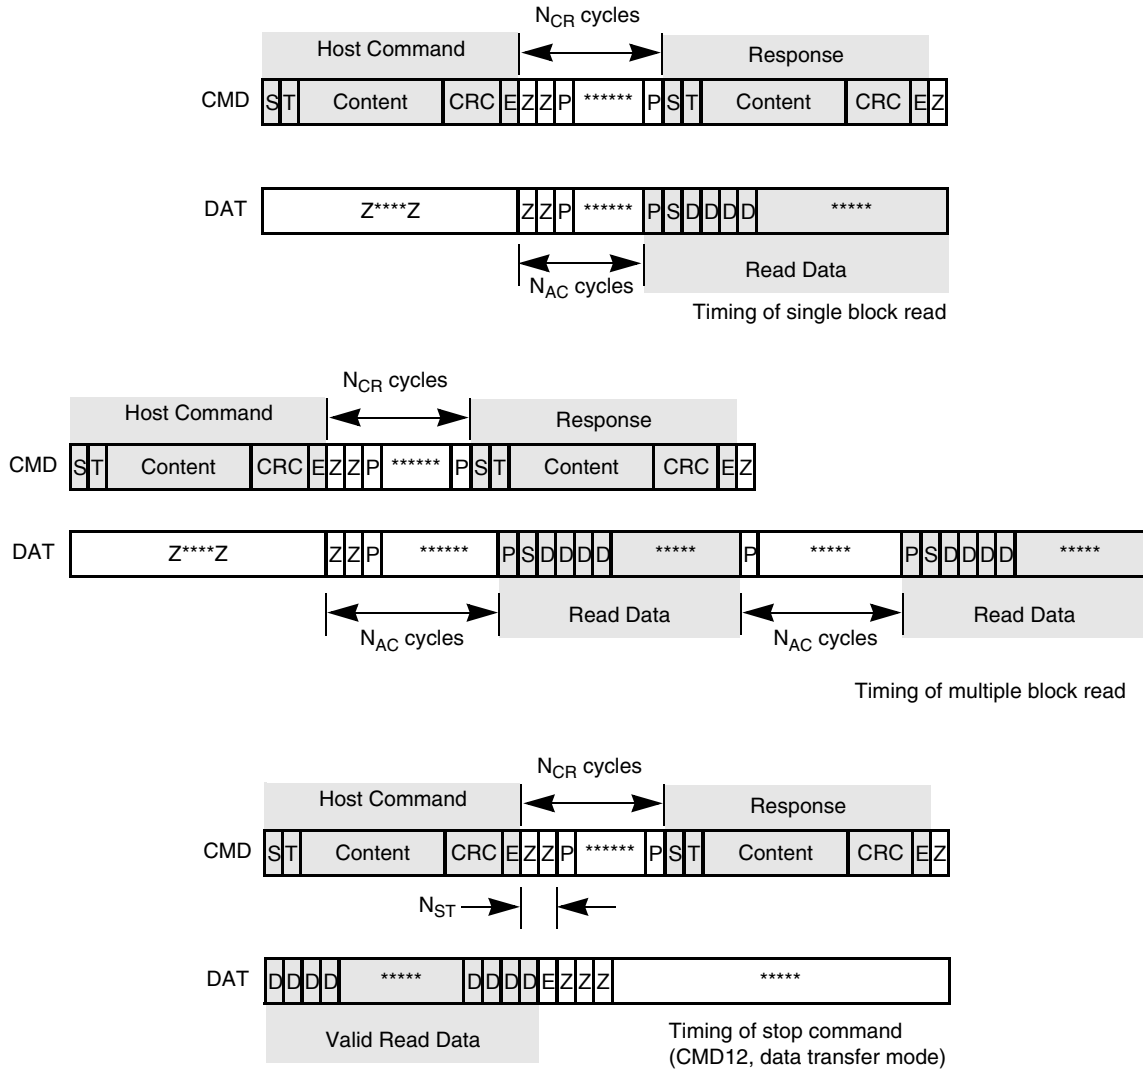 N_CR cycles
Host Command Response
CMD S T Content CRC E Z Z P ****** P S T Content CRC E Z
DAT Z****Z Z Z P ****** P S D D D D *****
N_AC cycles Read Data
Timing of single block read
N_CR cycles
Host Command Response
CMD S T Content CRC E Z Z P ****** P S T Content CRC E Z
DAT Z****Z Z Z P ****** P S D D D D ***** P ***** P S D D D D *****
N_AC cycles Read Data N_AC cycles Read Data
Timing of multiple block read
N_CR cycles
Host Command Response
CMD S T Content CRC E Z Z P ****** P S T Content CRC E Z
N_ST
DAT D D D D ***** D D D D E Z Z Z *****
Valid Read Data
Timing of stop command
(CMD12, data transfer mode)